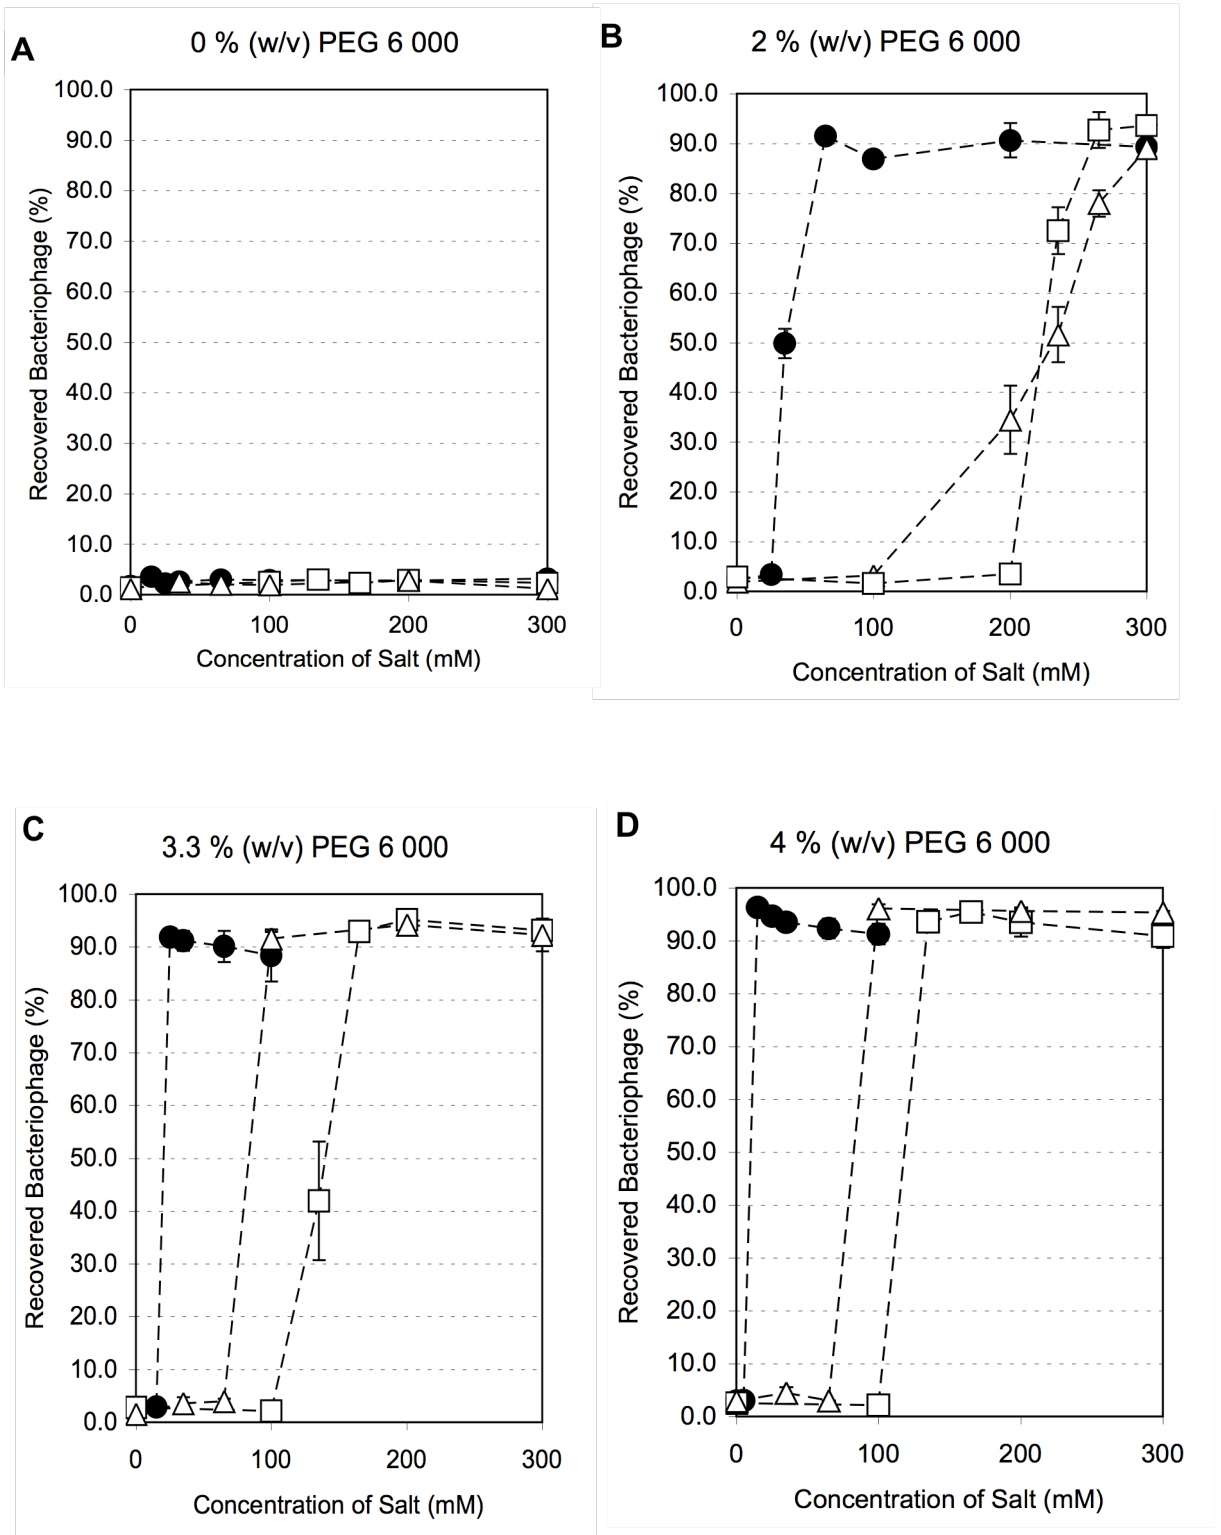 A
0 % (w/v) PEG 6 000
100.0
90.0
80.0
70.0
60.0
50.0
40.0
30.0
20.0
10.0
0.0
Recovered Bacteriophage (%)
0 100 200 300
Concentration of Salt (mM)
B
2 % (w/v) PEG 6 000
100.0
90.0
80.0
70.0
60.0
50.0
40.0
30.0
20.0
10.0
0.0
Recovered Bacteriophage (%)
0 100 200 300
Concentration of Salt (mM)
C
3.3 % (w/v) PEG 6 000
100.0
90.0
80.0
70.0
60.0
50.0
40.0
30.0
20.0
10.0
0.0
Recovered Bacteriophage (%)
0 100 200 300
Concentration of Salt (mM)
D
4 % (w/v) PEG 6 000
100.0
90.0
80.0
70.0
60.0
50.0
40.0
30.0
20.0
10.0
0.0
Recovered Bacteriophage (%)
0 100 200 300
Concentration of Salt (mM)